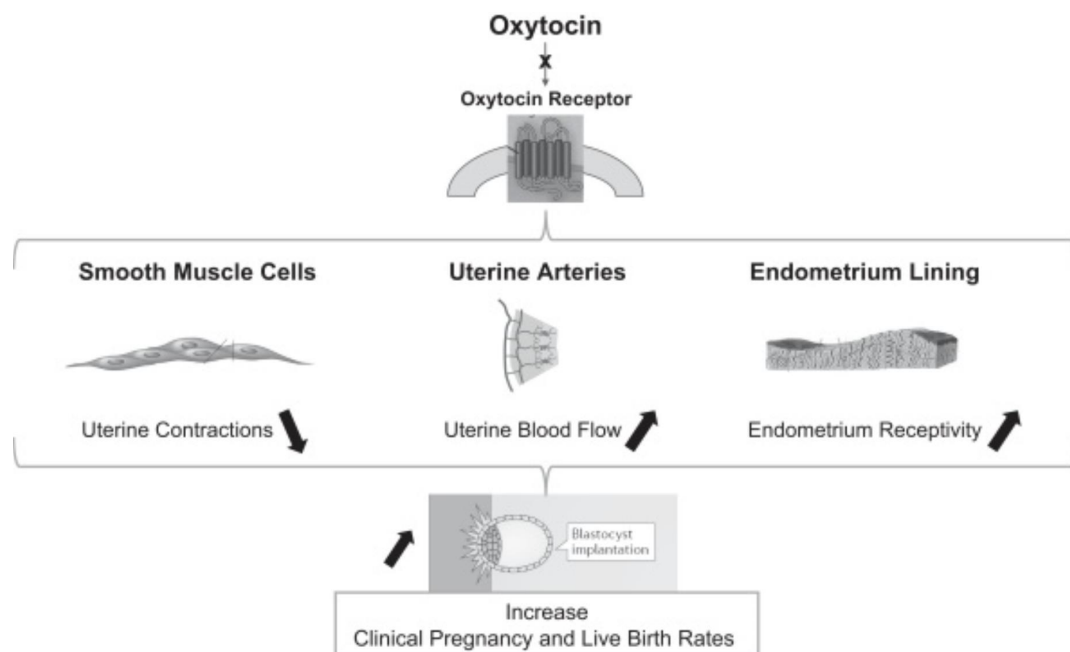 Oxytocin
X
Oxytocin Receptor
Smooth Muscle Cells
Uterine Arteries
Endometrium Lining
Uterine Contractions
Uterine Blood Flow
Endometrium Receptivity
Blastocyst
implantation
Increase
Clinical Pregnancy and Live Birth Rates